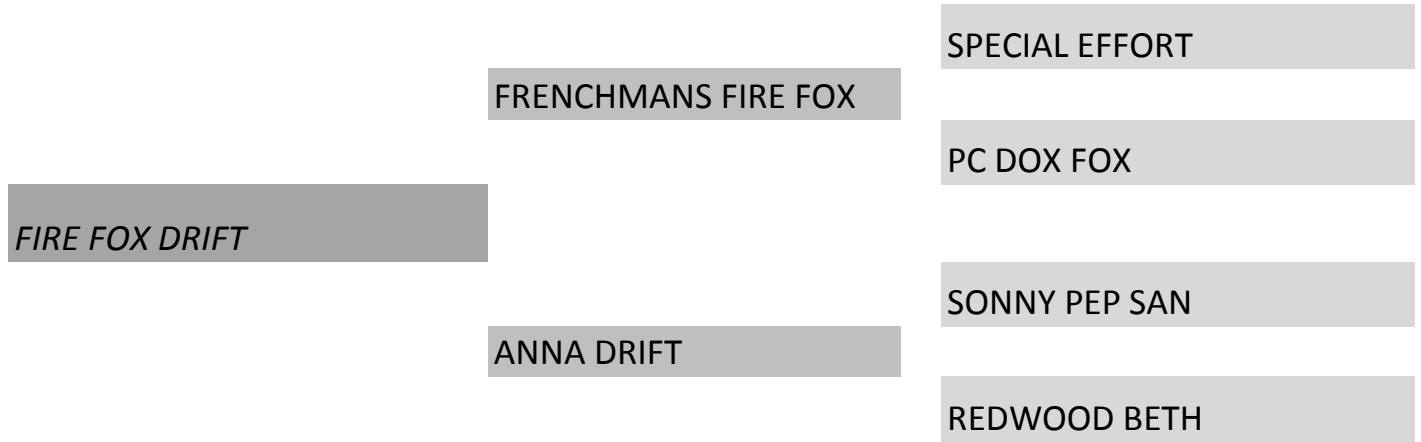 SPECIAL EFFORT
FRENCHMANS FIRE FOX
PC DOX FOX
FIRE FOX DRIFT
SONNY PEP SAN
ANNA DRIFT
REDWOOD BETH